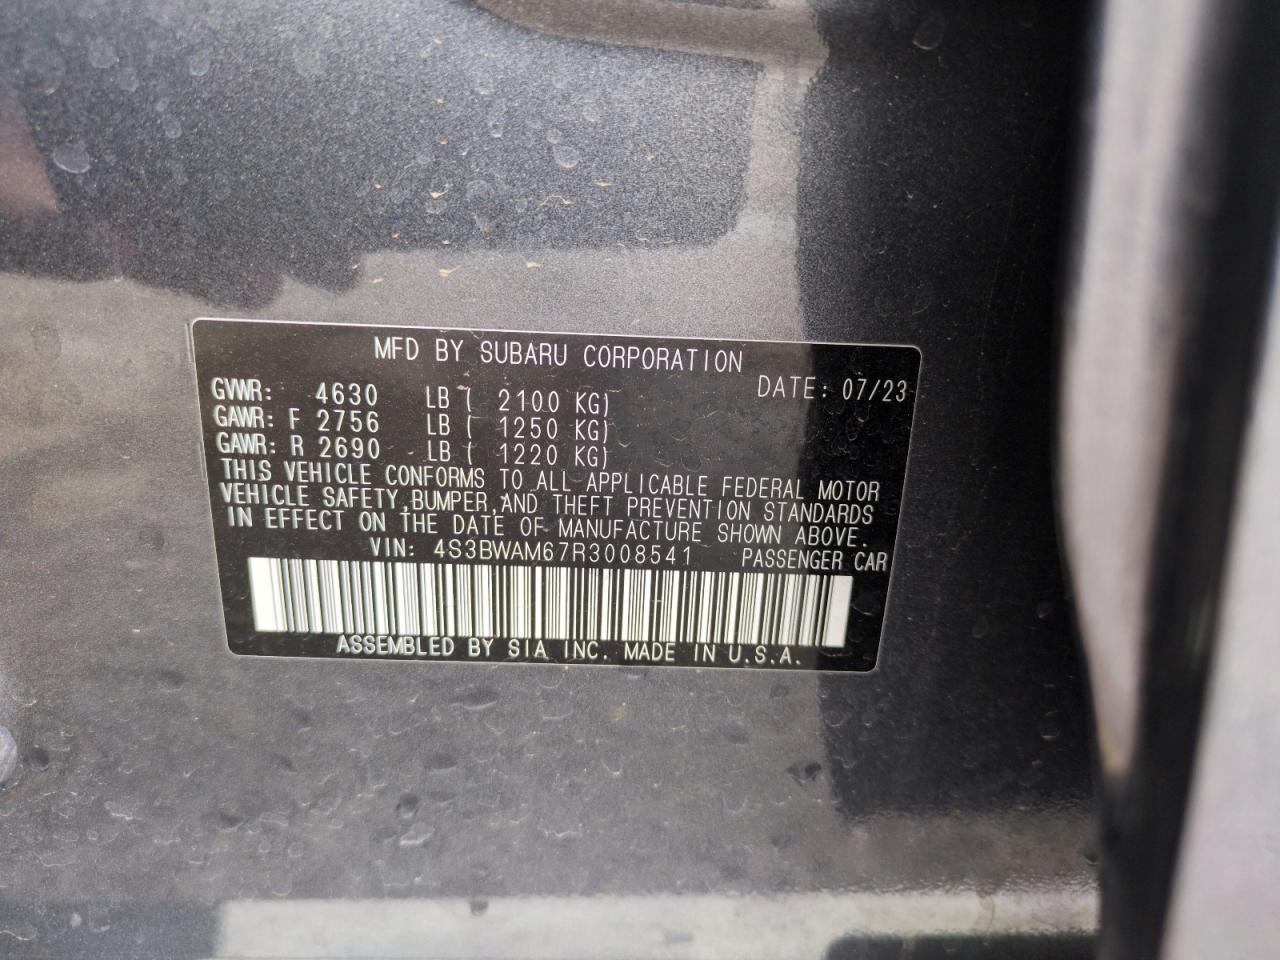 MFD BY SUBARU CORPORATION
DATE: 07/23
GVWR: 4630 LB ( 2100 KG)
GAWR: F 2756 LB ( 1250 KG)
GAWR: R 2690 LB ( 1220 KG)
THIS VEHICLE CONFORMS TO ALL APPLICABLE FEDERAL MOTOR
VEHICLE SAFETY,BUMPER,AND THEFT PREVENTION STANDARDS
IN EFFECT ON THE DATE OF MANUFACTURE SHOWN ABOVE.
VIN: 4S3BWAM67R3008541 PASSENGER CAR
ASSEMBLED BY SIA INC. MADE IN U.S.A.